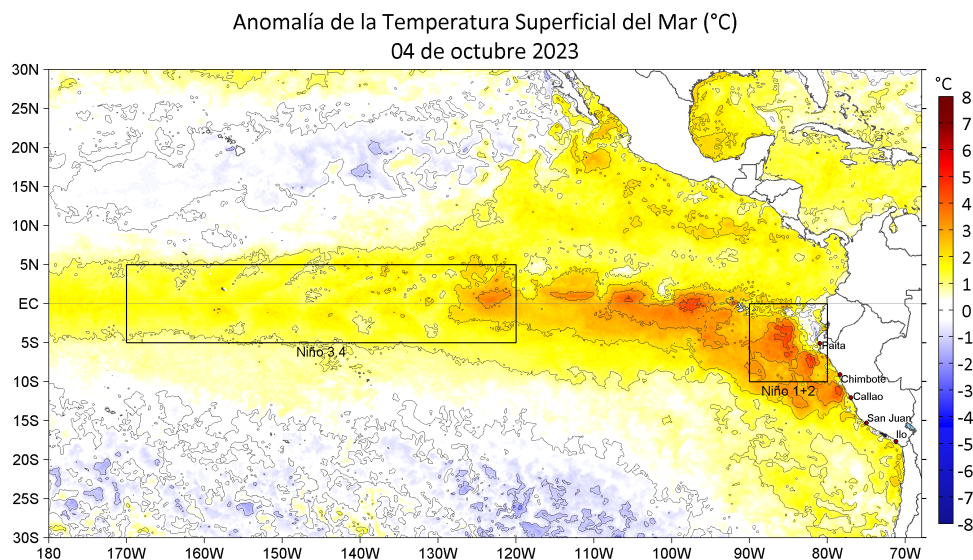 Anomalía de la Temperatura Superficial del Mar (°C)
04 de octubre 2023
30N
25N
20N
15N
10N
5N
EC
5S
10S
15S
20S
25S
30S
180
170W
160W
150W
140W
130W
120W
110W
100W
90W
80W
70W
Niño 3.4
Niño 1+2
Paita
Chimbote
Callao
San Juan
Ilo
°C
8
7
6
5
4
3
2
1
0
-1
-2
-3
-4
-5
-6
-7
-8